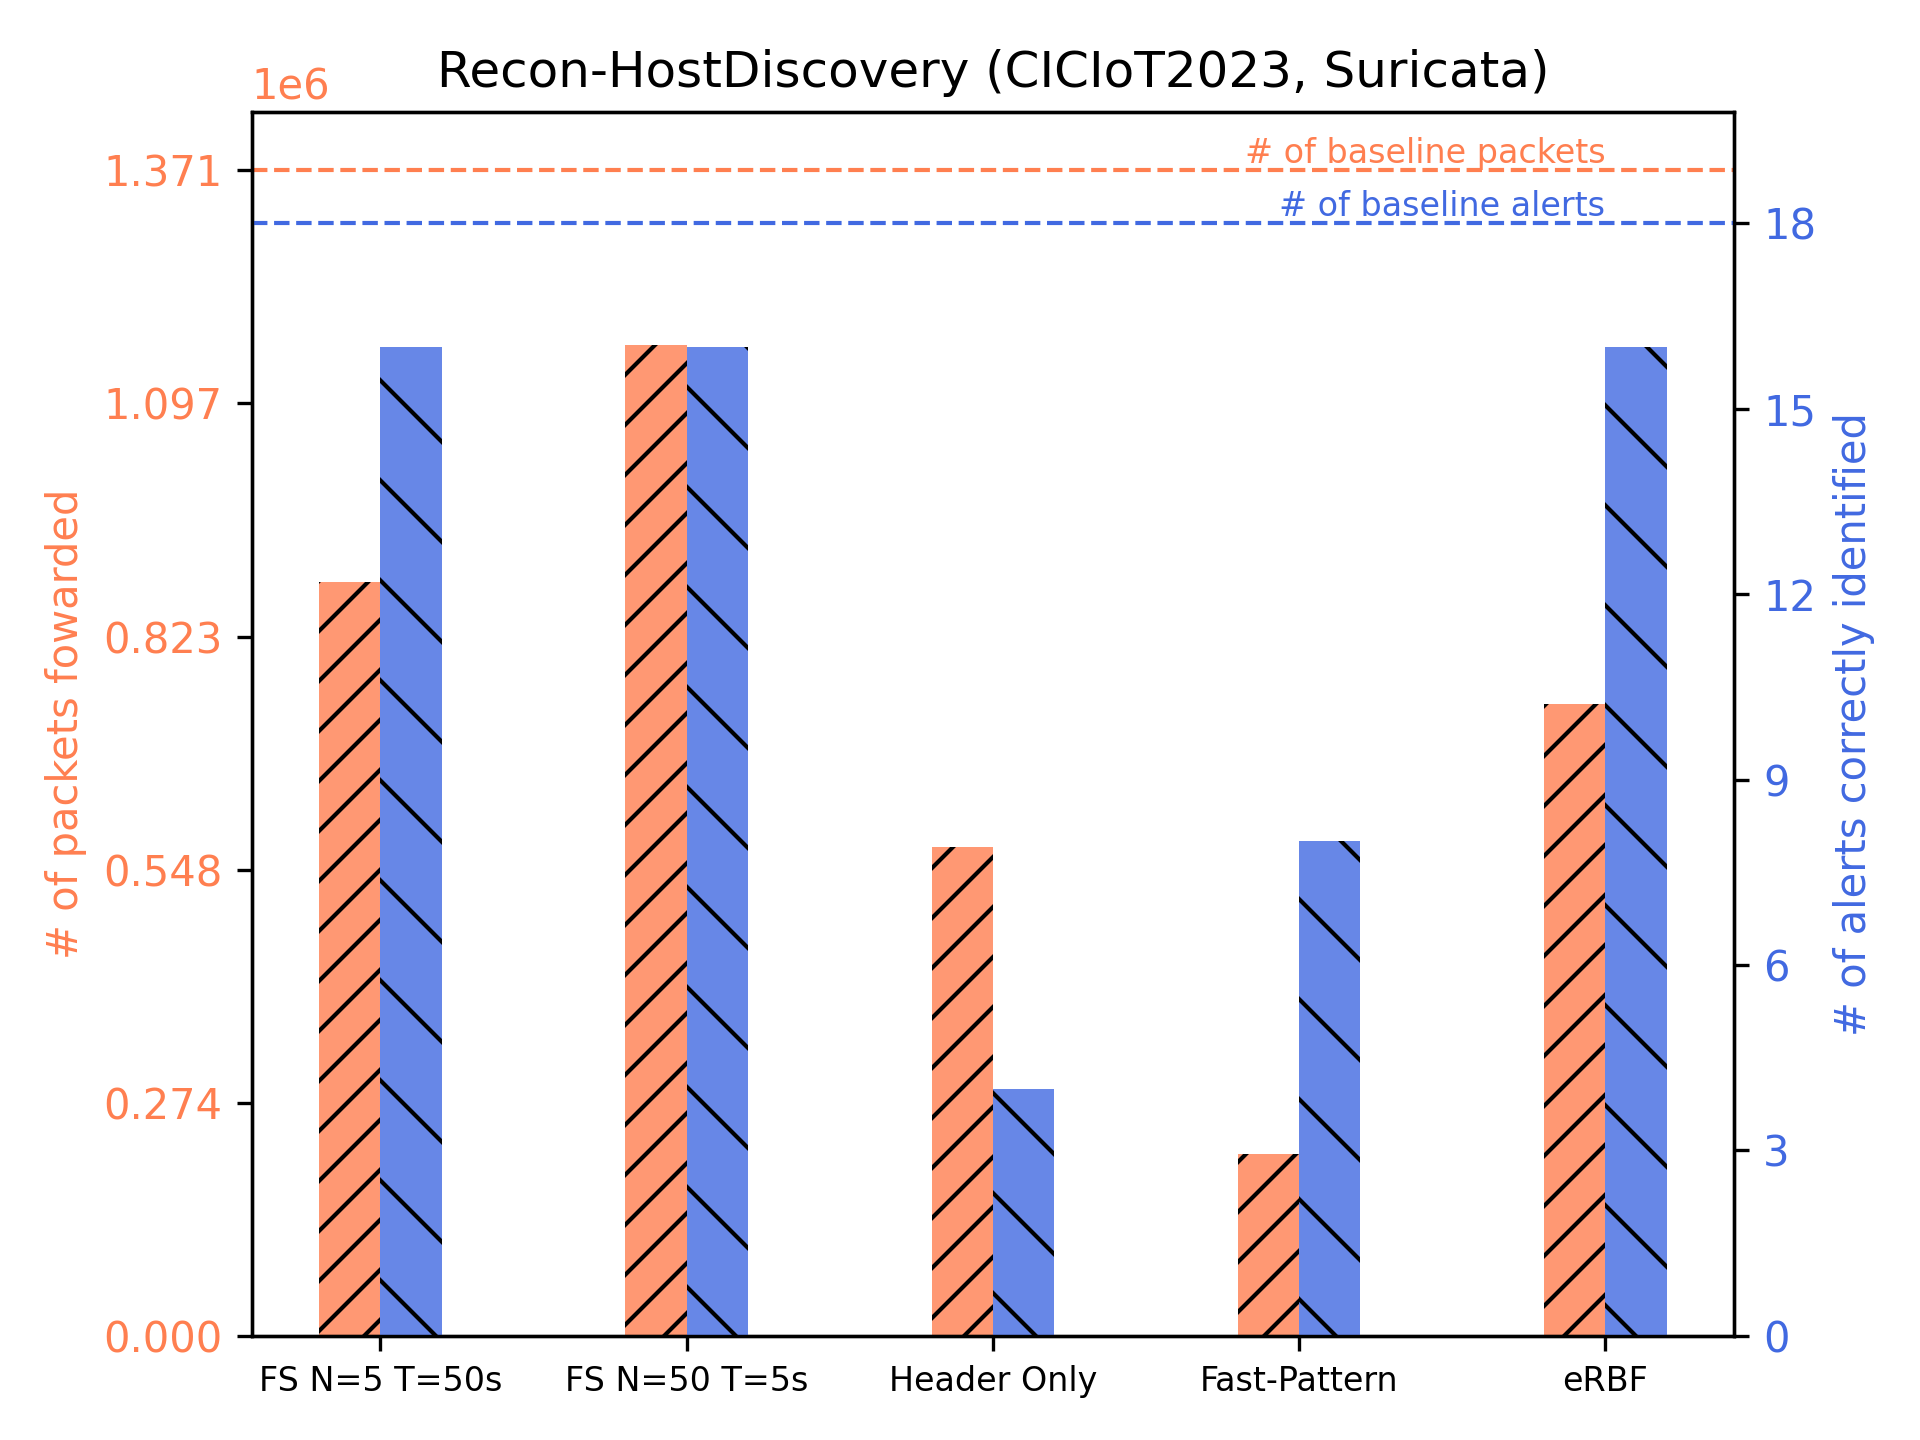 Recon-HostDiscovery (CICIoT2023, Suricata)
1e6
# of baseline packets
# of baseline alerts
1.371
1.097
0.823
0.548
0.274
0.000
# of packets fowarded
18
15
12
9
6
3
0
# of alerts correctly identified
FS N=5 T=50s
FS N=50 T=5s
Header Only
Fast-Pattern
eRBF